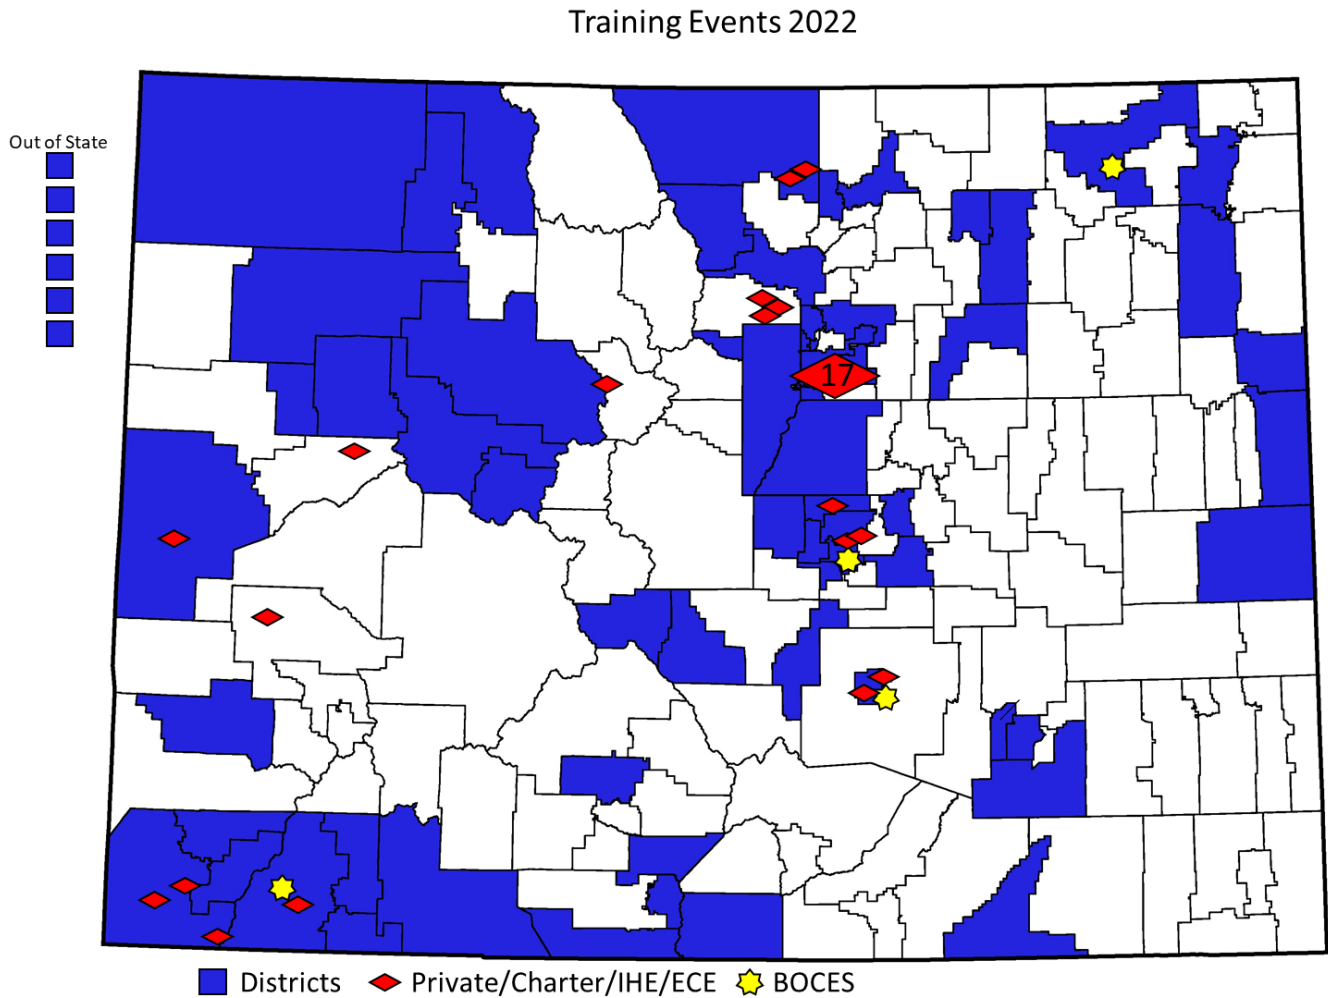 Training Events 2022
Out of State
17
Districts
Private/Charter/IHE/ECE
BOCES